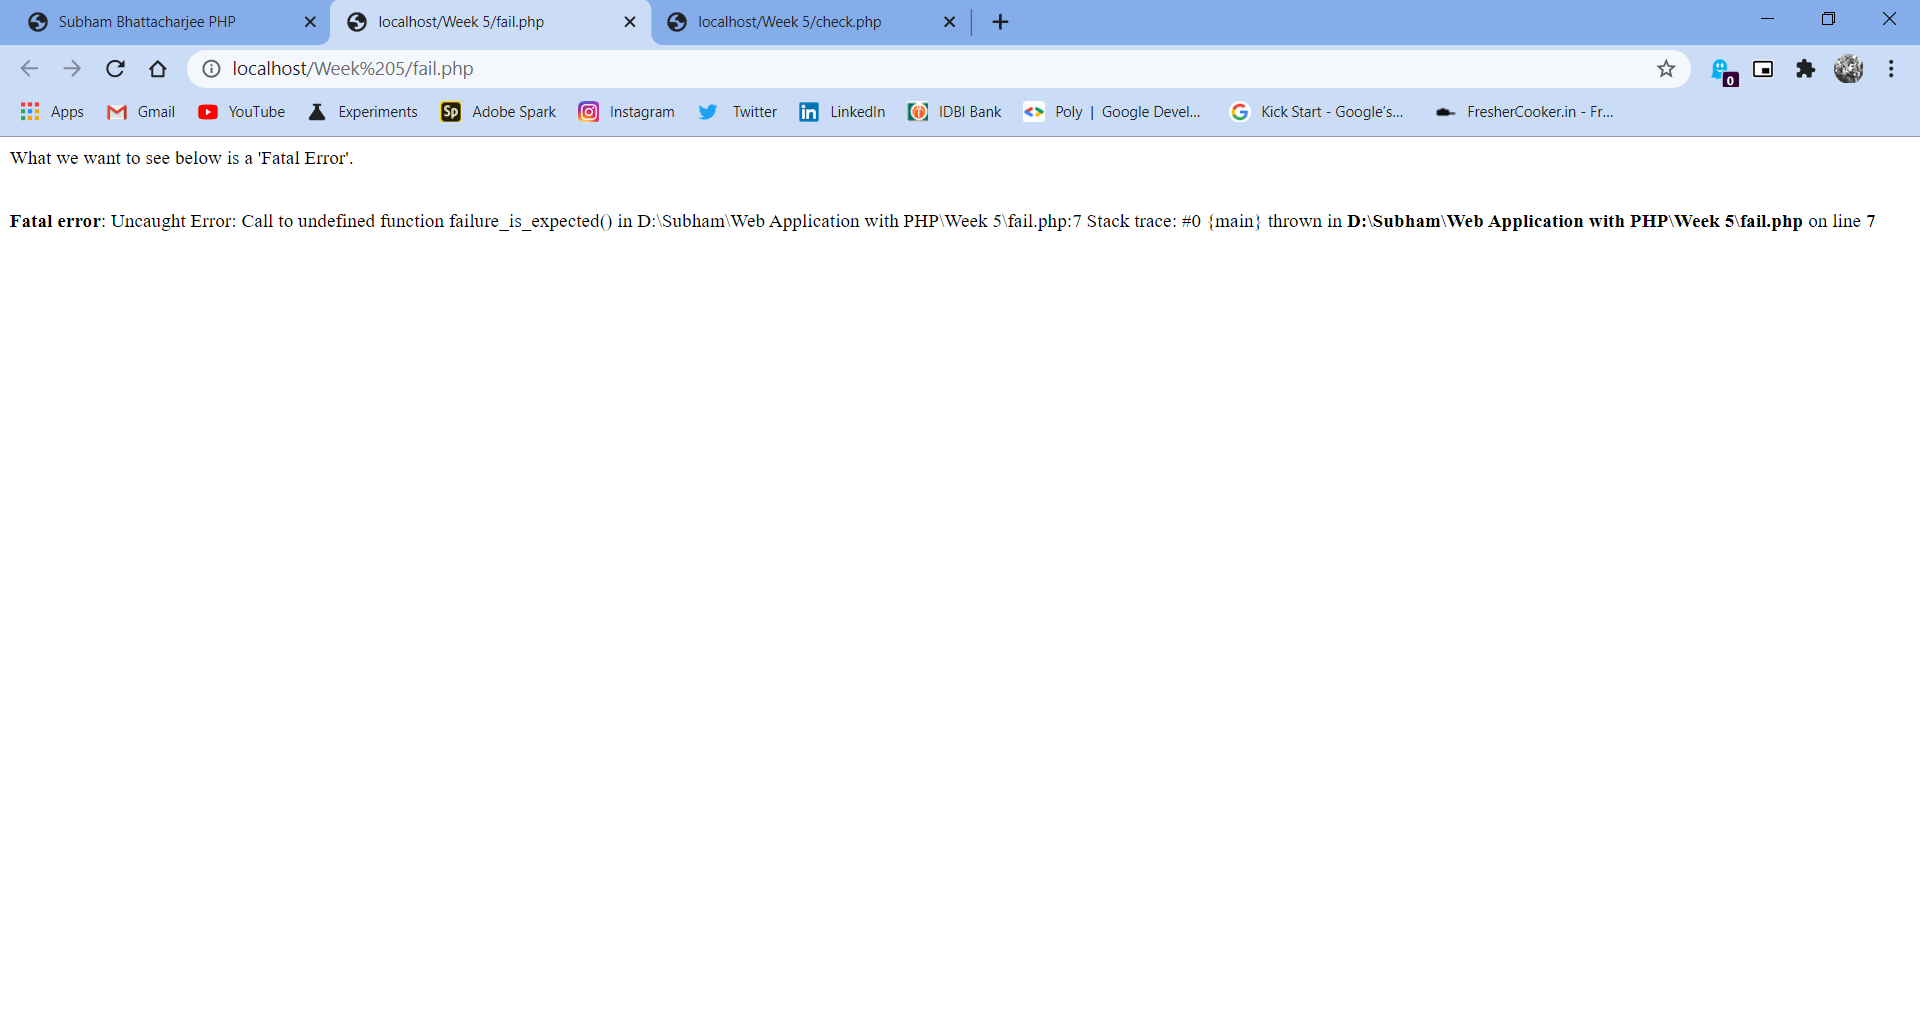 Subham Bhattacharjee PHP
localhost/Week 5/fail.php
localhost/Week 5/check.php
localhost/Week%205/fail.php
0
Apps Gmail YouTube Experiments Sp Adobe Spark Instagram Twitter in LinkedIn IDBI Bank Poly | Google Devel... G Kick Start - Google's... FresherCooker.in - Fr...
What we want to see below is a 'Fatal Error'.
Fatal error: Uncaught Error: Call to undefined function failure_is_expected() in D:\Subham\Web Application with PHP\Week 5\fail.php:7 Stack trace: #0 {main} thrown in D:\Subham\Web Application with PHP\Week 5\fail.php on line 7